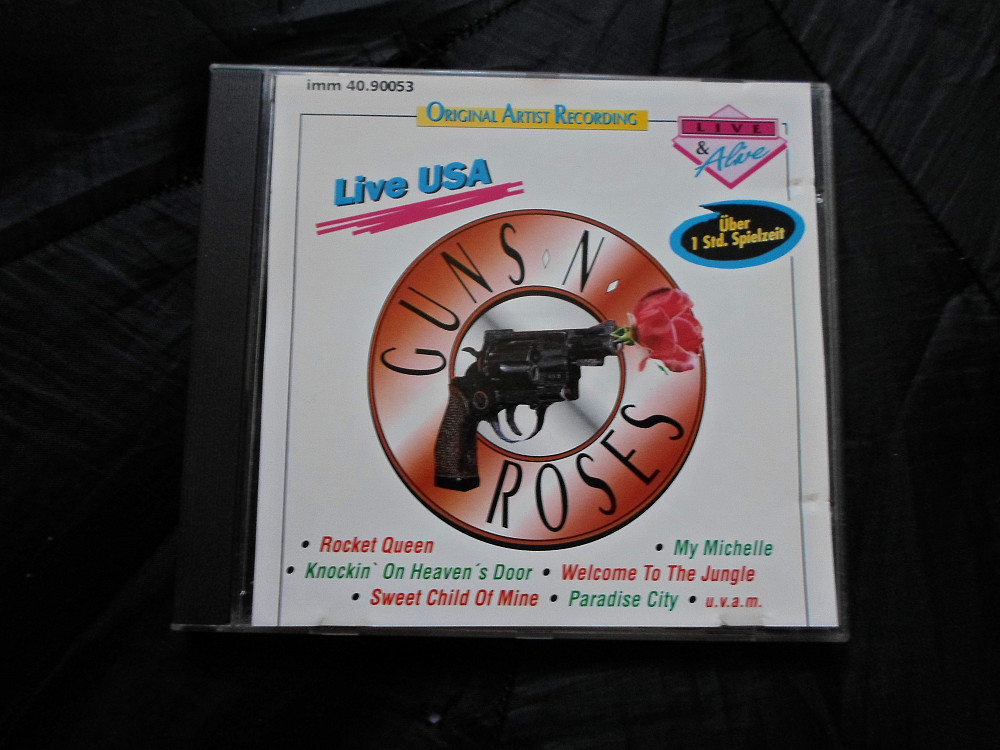 imm 40.90053
ORIGINAL ARTIST RECORDING
LIVE
& Alive
Live USA
Über
1 Std. Spielzeit
GUNS N ROSES
• Rocket Queen • My Michelle
• Knockin` On Heaven´s Door • Welcome To The Jungle
• Sweet Child Of Mine • Paradise City • u.v.a.m.